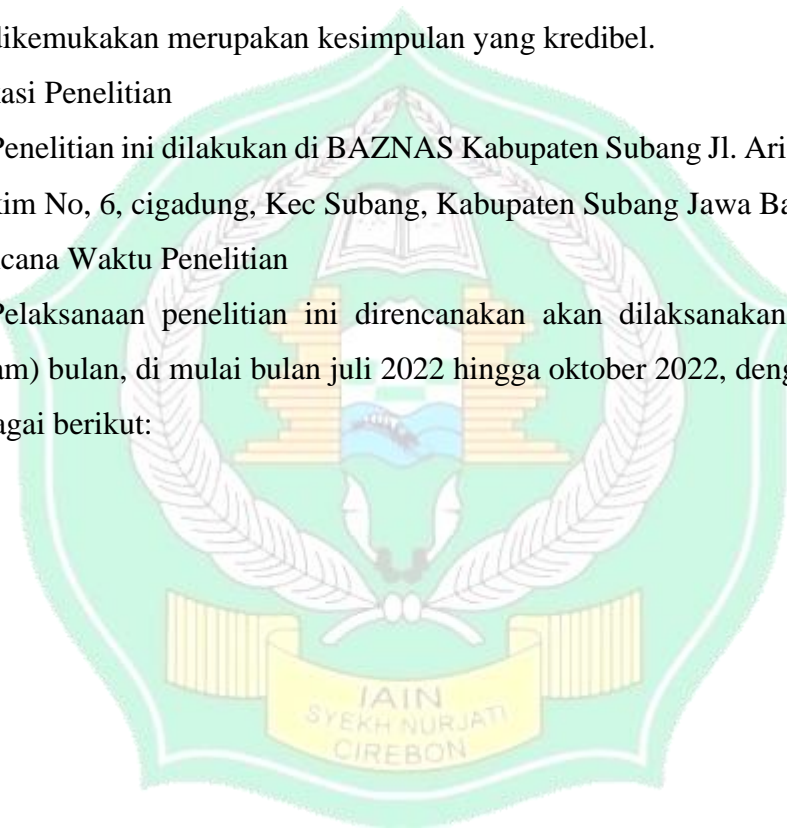 dikemukakan merupakan kesimpulan yang kredibel.
asi Penelitian
Penelitian ini dilakukan di BAZNAS Kabupaten Subang Jl. Ari
kim No, 6, cigadung, Kec Subang, Kabupaten Subang Jawa Ba
cana Waktu Penelitian
Pelaksanaan penelitian ini direncanakan akan dilaksanakan
am) bulan, di mulai bulan juli 2022 hingga oktober 2022, deng
agai berikut:
IAIN
SYEKH NURJATI
CIREBON